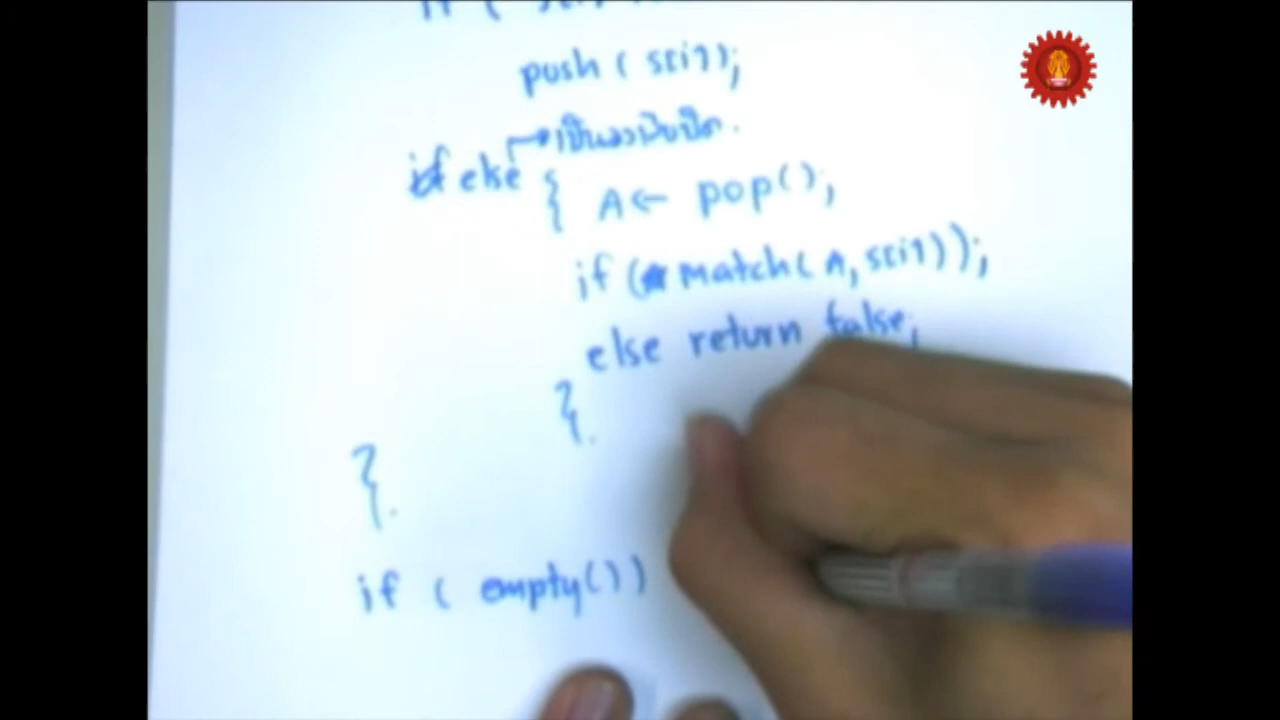 if (
push ( s[i]);
→ เป็นวงเล็บปิด.
else { A ← pop();
if ( Match( A, s[i]));
else return false;
}.
}.
if ( empty())